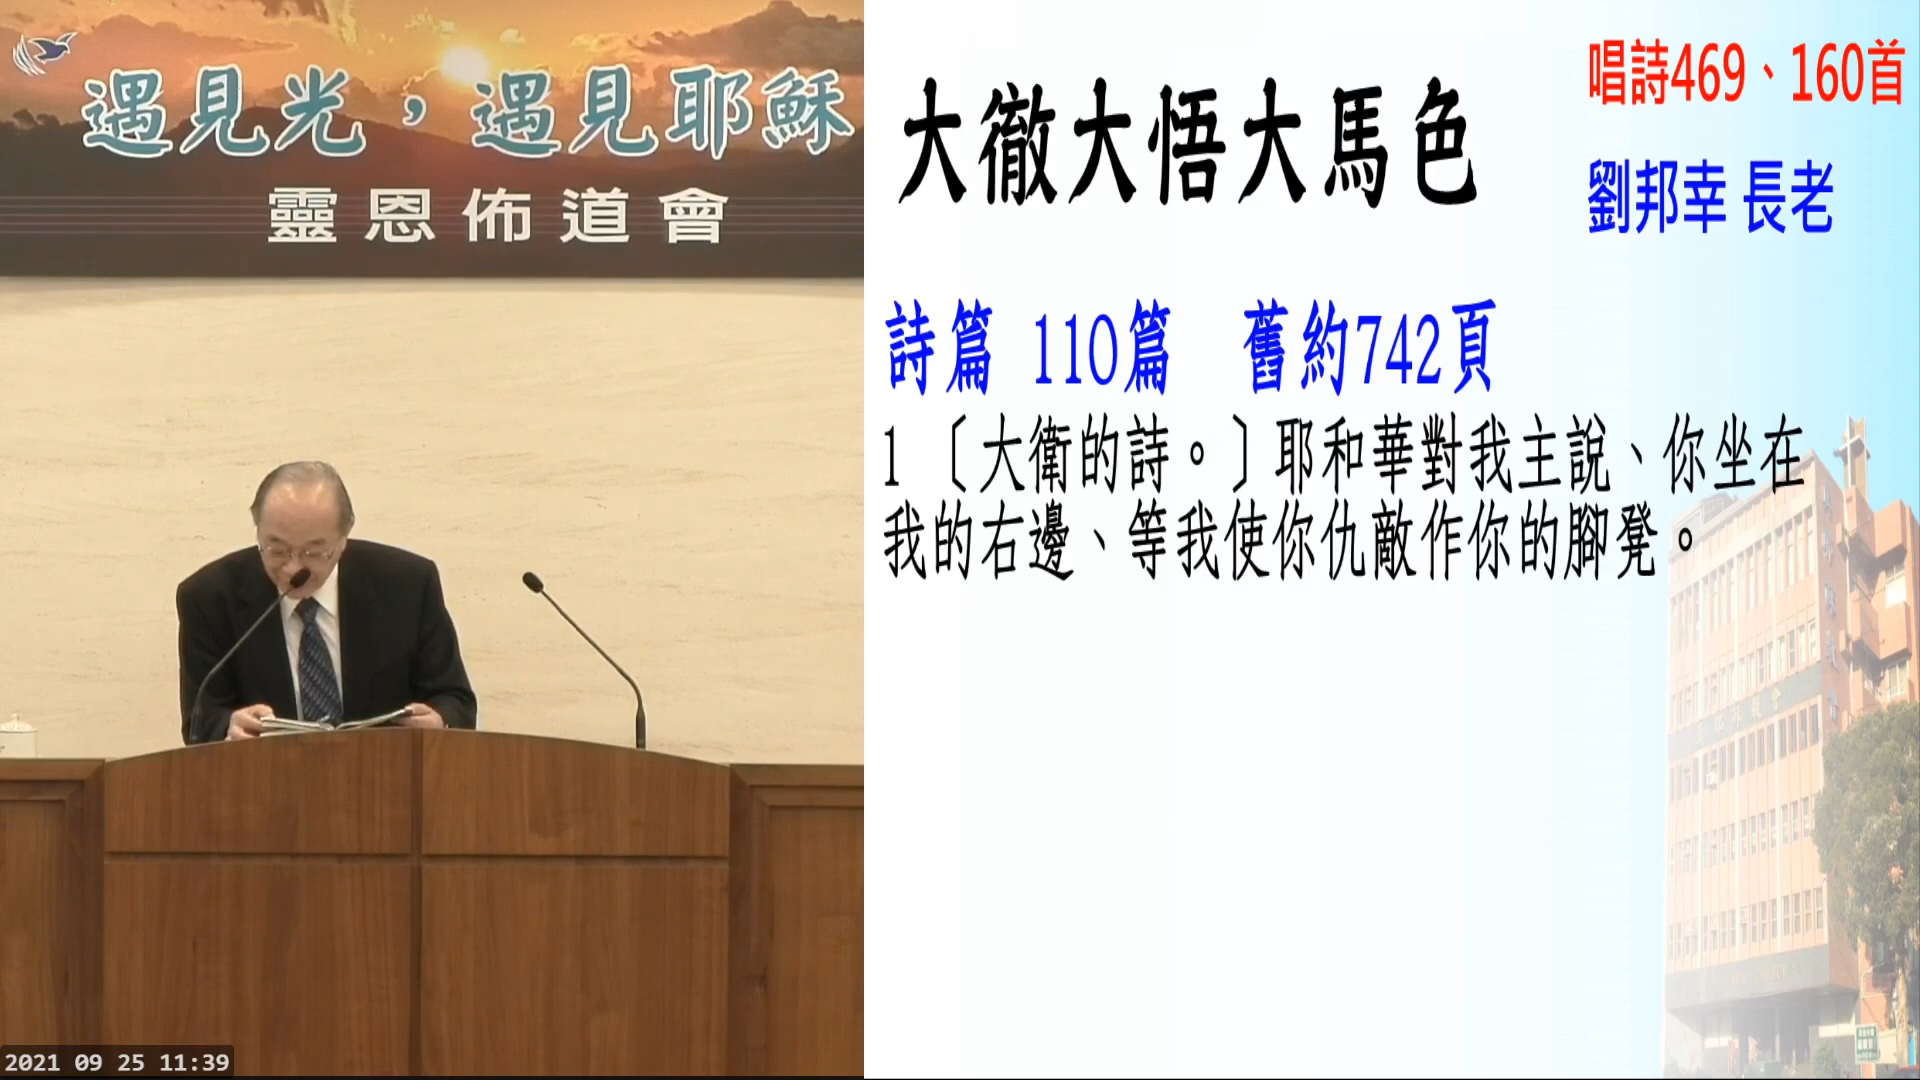 遇見光，遇見耶穌
靈恩佈道會
2021 09 25 11:39
大徹大悟大馬色
唱詩469、160首
劉邦幸 長老
詩篇 110篇 舊約742頁
1〔大衛的詩。〕耶和華對我主說、你坐在
我的右邊、等我使你仇敵作你的腳凳。